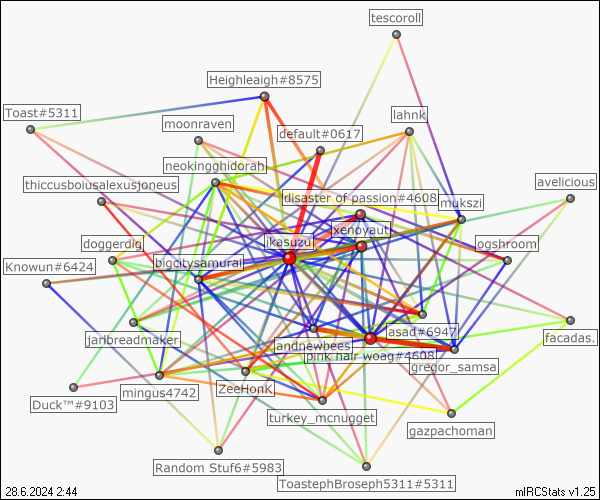 tescoroll
Heighleaigh#8575
Toast#5311
lahnk
moonraven
default#0617
neokingghidorah
thiccusboiusalexusjoneus
avelicious
disaster of passion#4608
mukszi
xenoyaut
doggerdig
ikasuzu
ogshroom
Knowun#6424
bigcitysamurai
asad#6947
jarlbreadmaker
facadas.
andnewbees
pink hair woag#4608
gregor_samsa
ZeeHonk
mingus4742
Duck™#9103
turkey_mcnugget
gazpachoman
Random Stuf6#5983
ToastephBroseph5311#5311
28.6.2024 2:44
mIRCStats v1.25